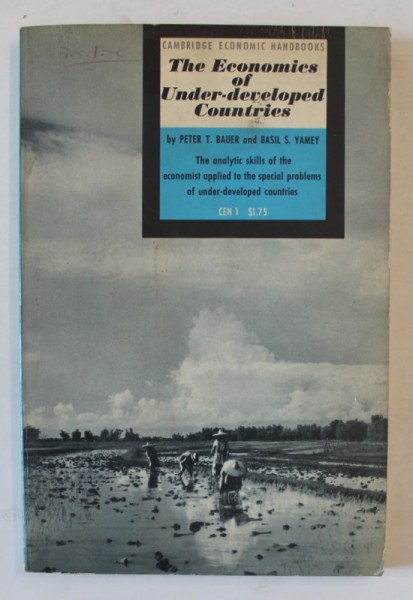 CAMBRIDGE ECONOMIC HANDBOOKS
The Economics
of
Under-developed
Countries
by PETER T. BAUER and BASIL S. YAMEY
The analytic skills of the
economist applied to the special problems
of under-developed countries
CEH 1 $1.75